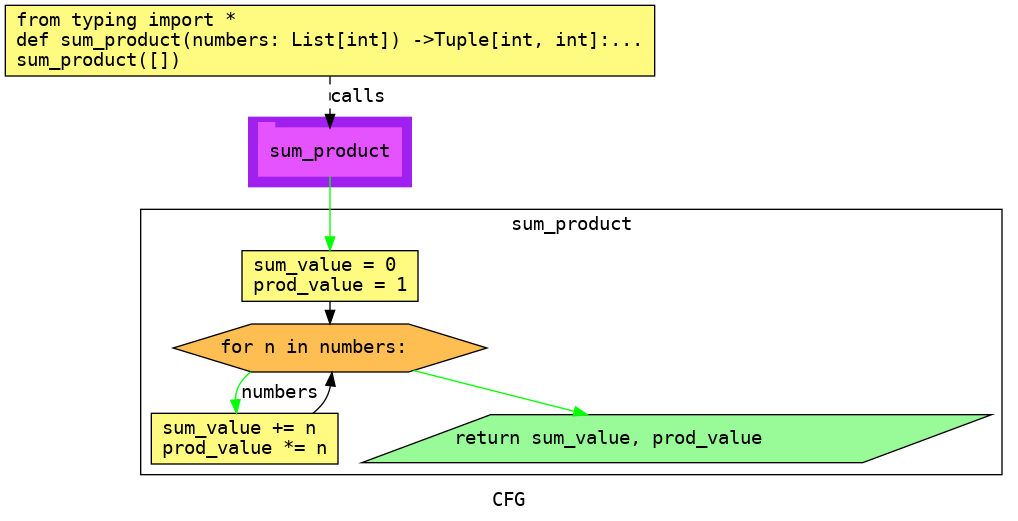 from typing import *
def sum_product(numbers: List[int]) ->Tuple[int, int]:...
sum_product([])
calls
sum_product
sum_product
sum_value = 0
prod_value = 1
for n in numbers:
numbers
sum_value += n
prod_value *= n
return sum_value, prod_value
CFG